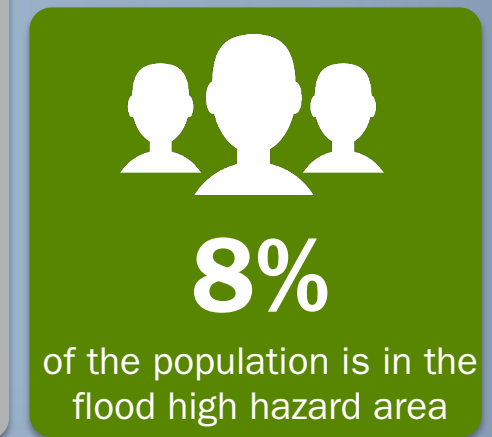 8%
of the population is in the
flood high hazard area